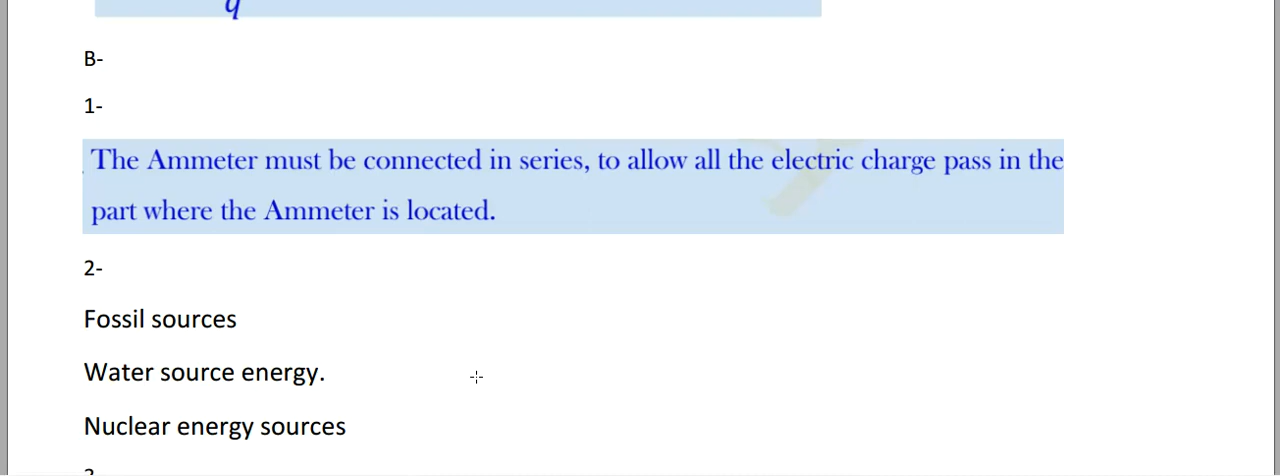 q
B-
1-
The Ammeter must be connected in series, to allow all the electric charge pass in the
part where the Ammeter is located.
2-
Fossil sources
Water source energy.
Nuclear energy sources